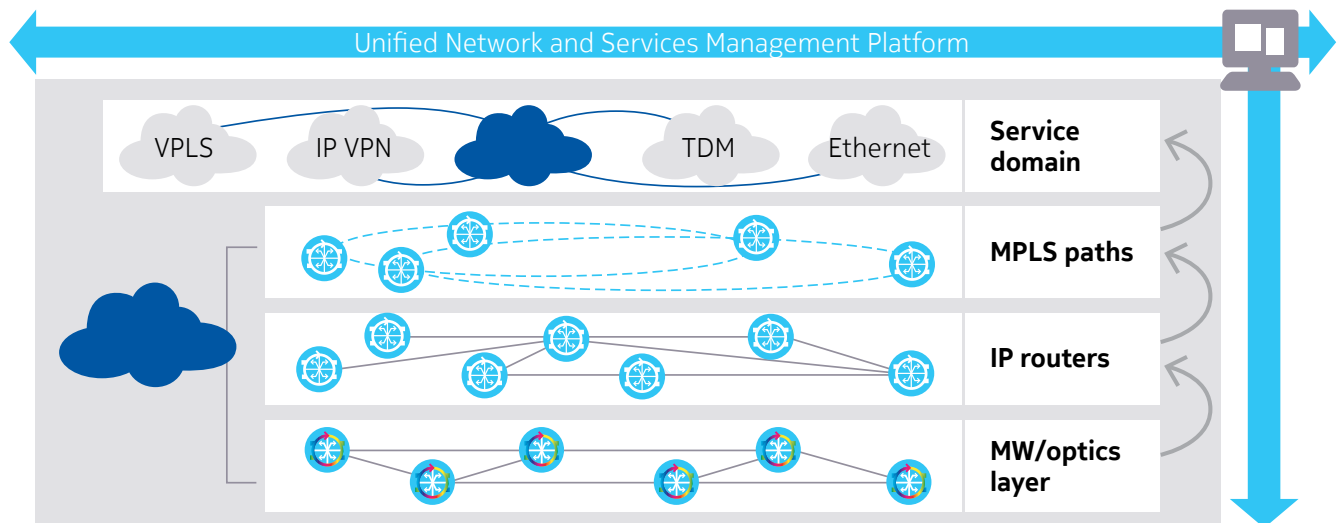 Unified Network and Services Management Platform
VPLS
IP VPN
TDM
Ethernet
Service
domain
MPLS paths
IP routers
MW/optics
layer